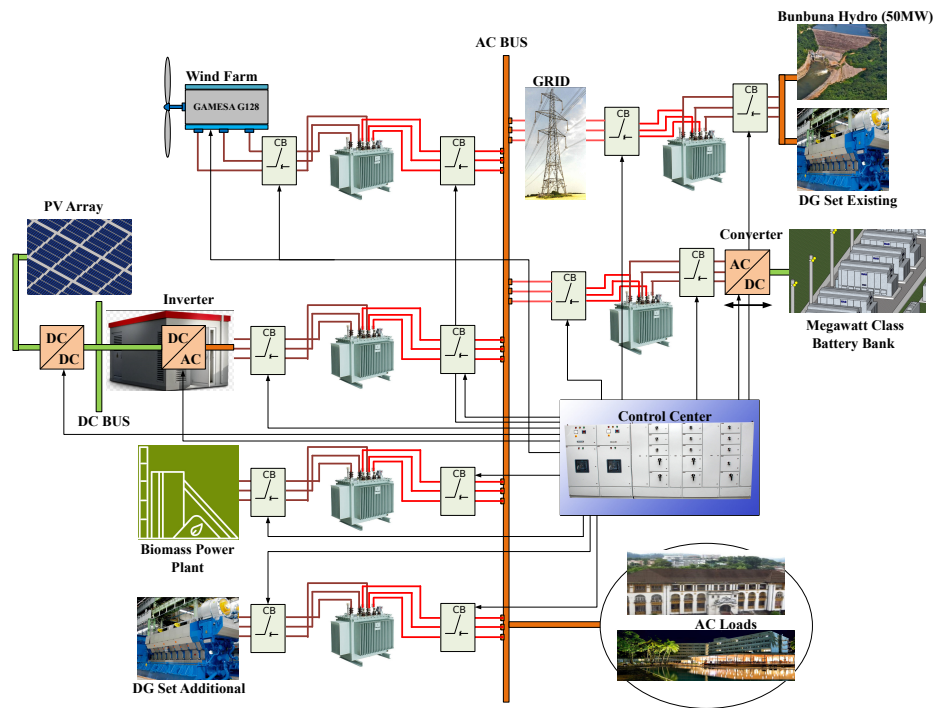 Bunbuna Hydro (50MW)
AC BUS
Wind Farm
GRID
GAMESA G128
CB
CB
CB
CB
DG Set Existing
PV Array
Converter
CB
CB
AC
DC
Inverter
CB
CB
DC
DC
DC
AC
Megawatt Class
Battery Bank
DC BUS
Control Center
CB
CB
Biomass Power
Plant
CB
CB
AC Loads
DG Set Additional